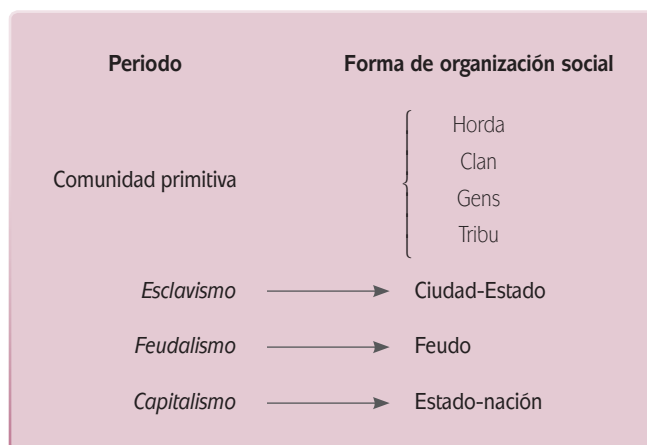 Periodo Forma de organización social
Comunidad primitiva
Horda
Clan
Gens
Tribu
Esclavismo Ciudad-Estado
Feudalismo Feudo
Capitalismo Estado-nación